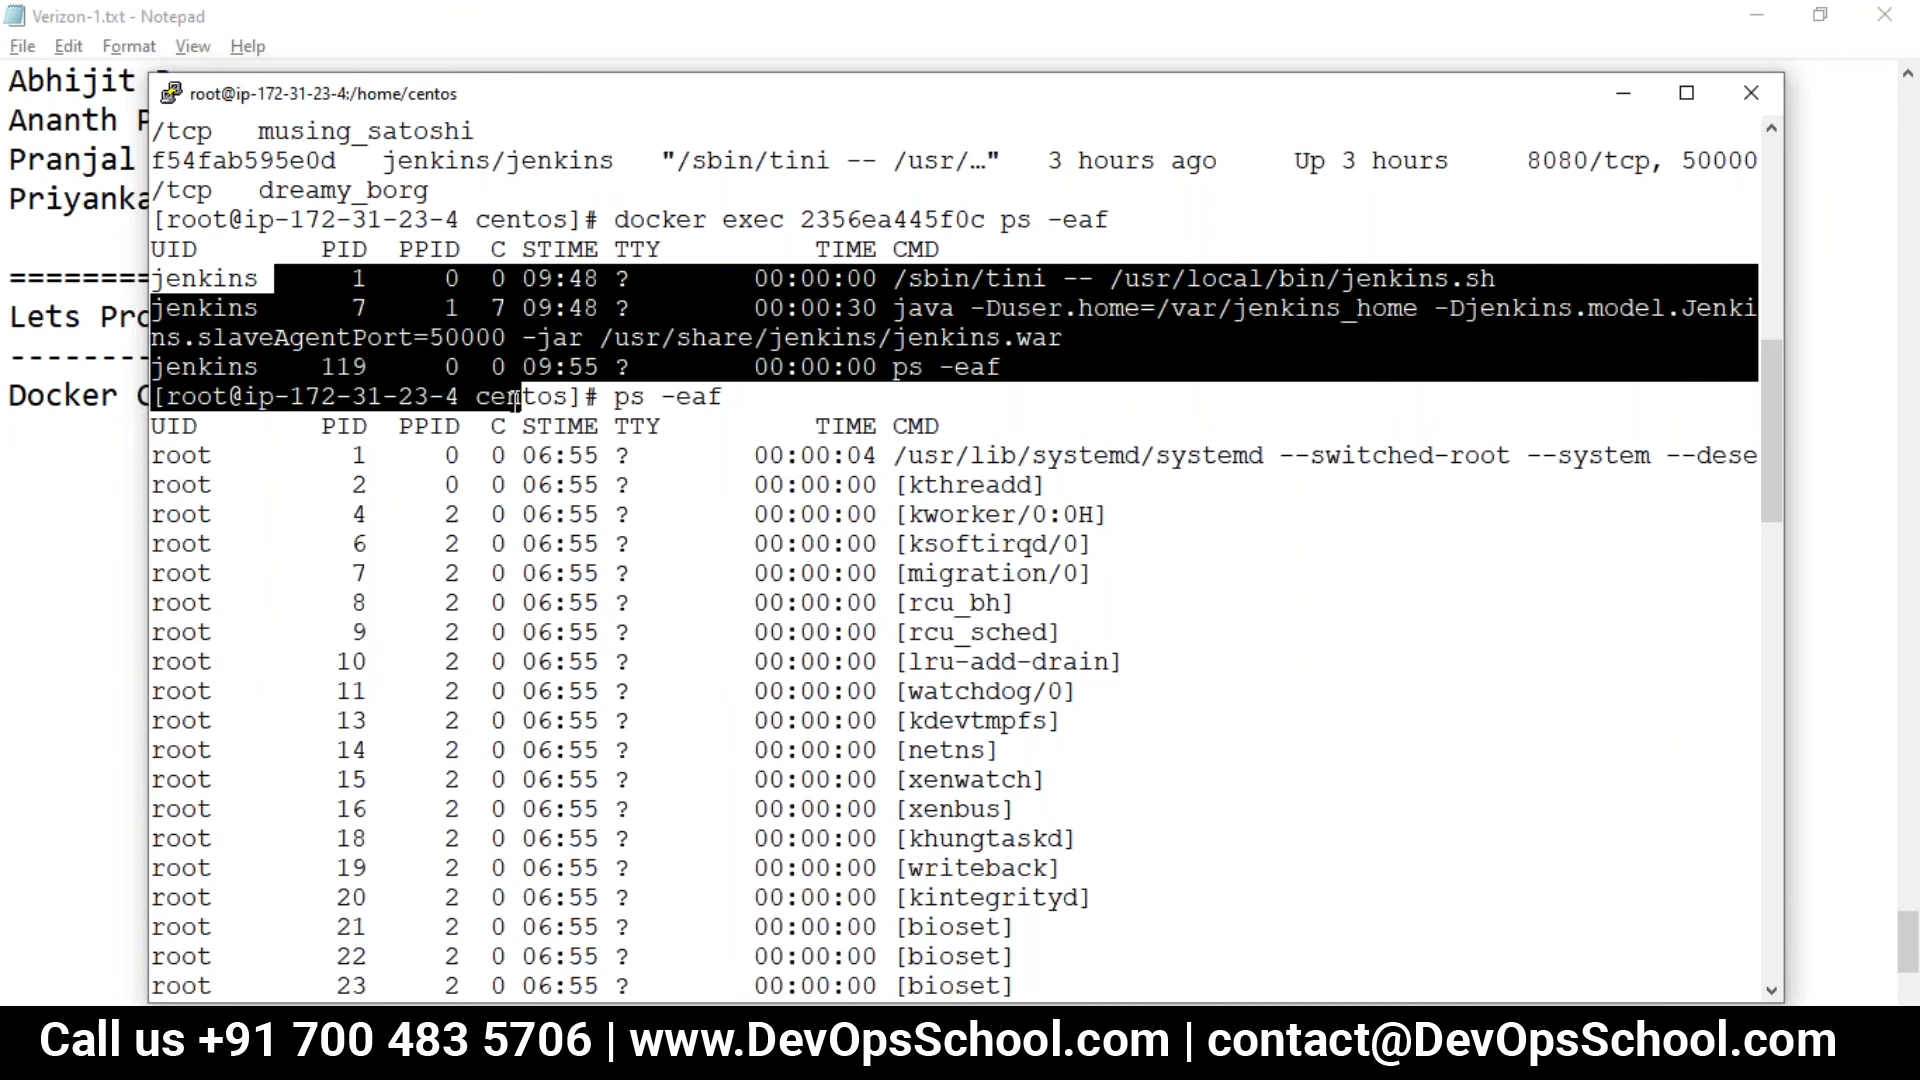 Verizon-1.txt - Notepad
File Edit Format View Help
Abhijit
Ananth P
Pranjal
Priyanka
=========
Lets Pro
--------
Docker C
root@ip-172-31-23-4:/home/centos
/tcp musing_satoshi
f54fab595e0d jenkins/jenkins "/sbin/tini -- /usr/…" 3 hours ago Up 3 hours 8080/tcp, 50000
/tcp dreamy_borg
[root@ip-172-31-23-4 centos]# docker exec 2356ea445f0c ps -eaf
UID PID PPID C STIME TTY TIME CMD
jenkins 1 0 0 09:48 ? 00:00:00 /sbin/tini -- /usr/local/bin/jenkins.sh
jenkins 7 1 7 09:48 ? 00:00:30 java -Duser.home=/var/jenkins_home -Djenkins.model.Jenki
ns.slaveAgentPort=50000 -jar /usr/share/jenkins/jenkins.war
jenkins 119 0 0 09:55 ? 00:00:00 ps -eaf
[root@ip-172-31-23-4 centos]# ps -eaf
UID PID PPID C STIME TTY TIME CMD
root 1 0 0 06:55 ? 00:00:04 /usr/lib/systemd/systemd --switched-root --system --dese
root 2 0 0 06:55 ? 00:00:00 [kthreadd]
root 4 2 0 06:55 ? 00:00:00 [kworker/0:0H]
root 6 2 0 06:55 ? 00:00:00 [ksoftirqd/0]
root 7 2 0 06:55 ? 00:00:00 [migration/0]
root 8 2 0 06:55 ? 00:00:00 [rcu_bh]
root 9 2 0 06:55 ? 00:00:00 [rcu_sched]
root 10 2 0 06:55 ? 00:00:00 [lru-add-drain]
root 11 2 0 06:55 ? 00:00:00 [watchdog/0]
root 13 2 0 06:55 ? 00:00:00 [kdevtmpfs]
root 14 2 0 06:55 ? 00:00:00 [netns]
root 15 2 0 06:55 ? 00:00:00 [xenwatch]
root 16 2 0 06:55 ? 00:00:00 [xenbus]
root 18 2 0 06:55 ? 00:00:00 [khungtaskd]
root 19 2 0 06:55 ? 00:00:00 [writeback]
root 20 2 0 06:55 ? 00:00:00 [kintegrityd]
root 21 2 0 06:55 ? 00:00:00 [bioset]
root 22 2 0 06:55 ? 00:00:00 [bioset]
root 23 2 0 06:55 ? 00:00:00 [bioset]
Call us +91 700 483 5706 | www.DevOpsSchool.com | contact@DevOpsSchool.com